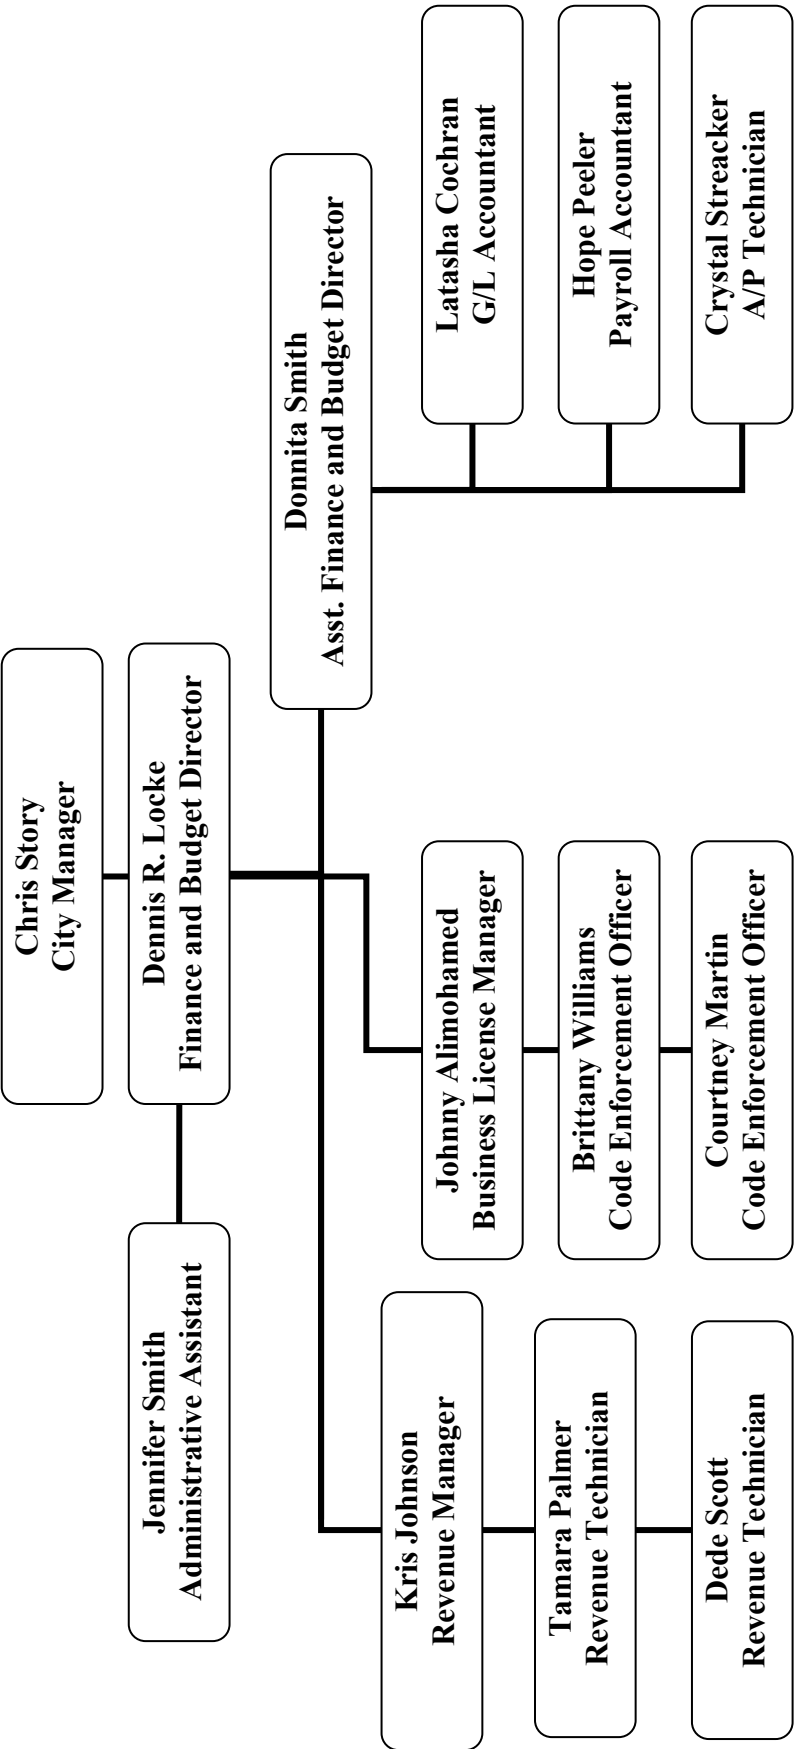 Chris Story
City Manager
Dennis R. Locke
Finance and Budget Director
Jennifer Smith
Administrative Assistant
Donnita Smith
Asst. Finance and Budget Director
Kris Johnson
Revenue Manager
Tamara Palmer
Revenue Technician
Dede Scott
Revenue Technician
Johnny Alimohamed
Business License Manager
Brittany Williams
Code Enforcement Officer
Courtney Martin
Code Enforcement Officer
Latasha Cochran
G/L Accountant
Hope Peeler
Payroll Accountant
Crystal Streacker
A/P Technician